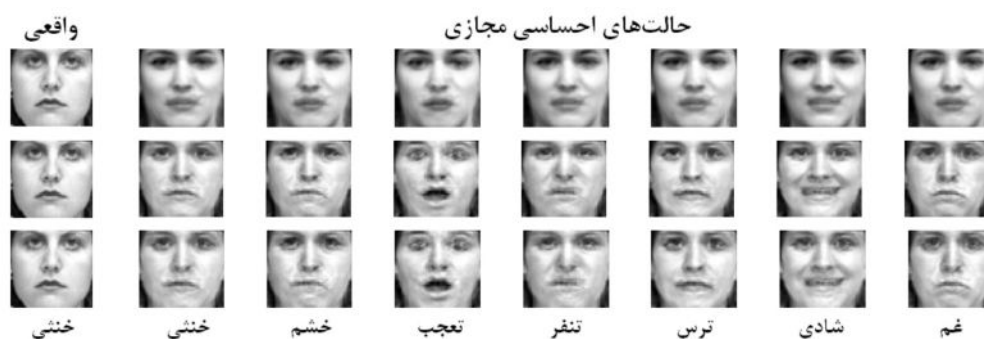 حالت‌های احساسی مجازی واقعی
خنثی خنثی خشم تعجب تنفر ترس شادی غم